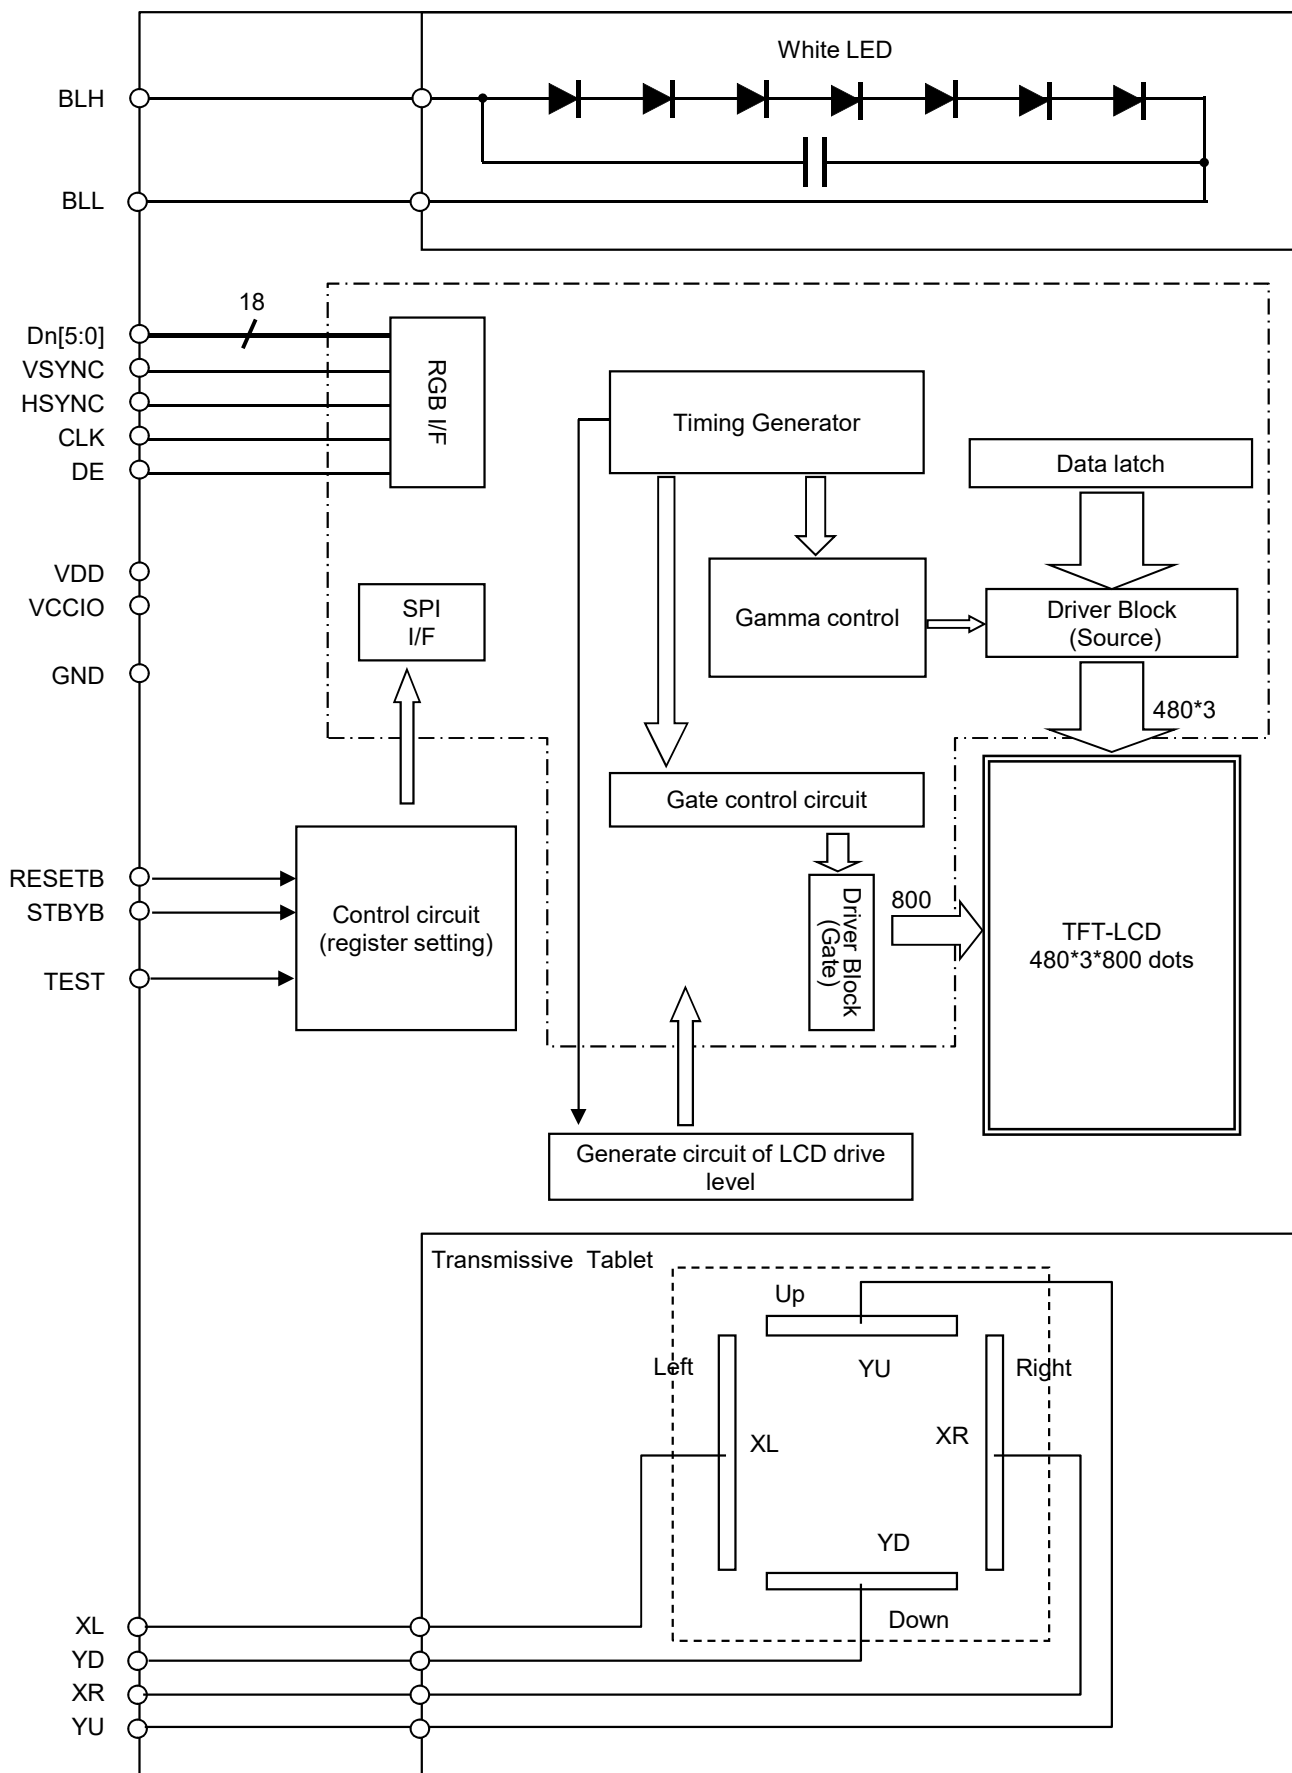 White LED
BLH
BLL
18
Dn[5:0]
VSYNC
HSYNC
CLK
DE
RGB I/F
Timing Generator
Data latch
VDD
VCCIO
GND
SPI
I/F
Gamma control
Driver Block
(Source)
480*3
Gate control circuit
RESETB
STBYB
TEST
Control circuit
(register setting)
Driver Block
(Gate)
800
TFT-LCD
480*3*800 dots
Generate circuit of LCD drive
level
Transmissive Tablet
Up
Left
YU
Right
XL
XR
YD
Down
XL
YD
XR
YU